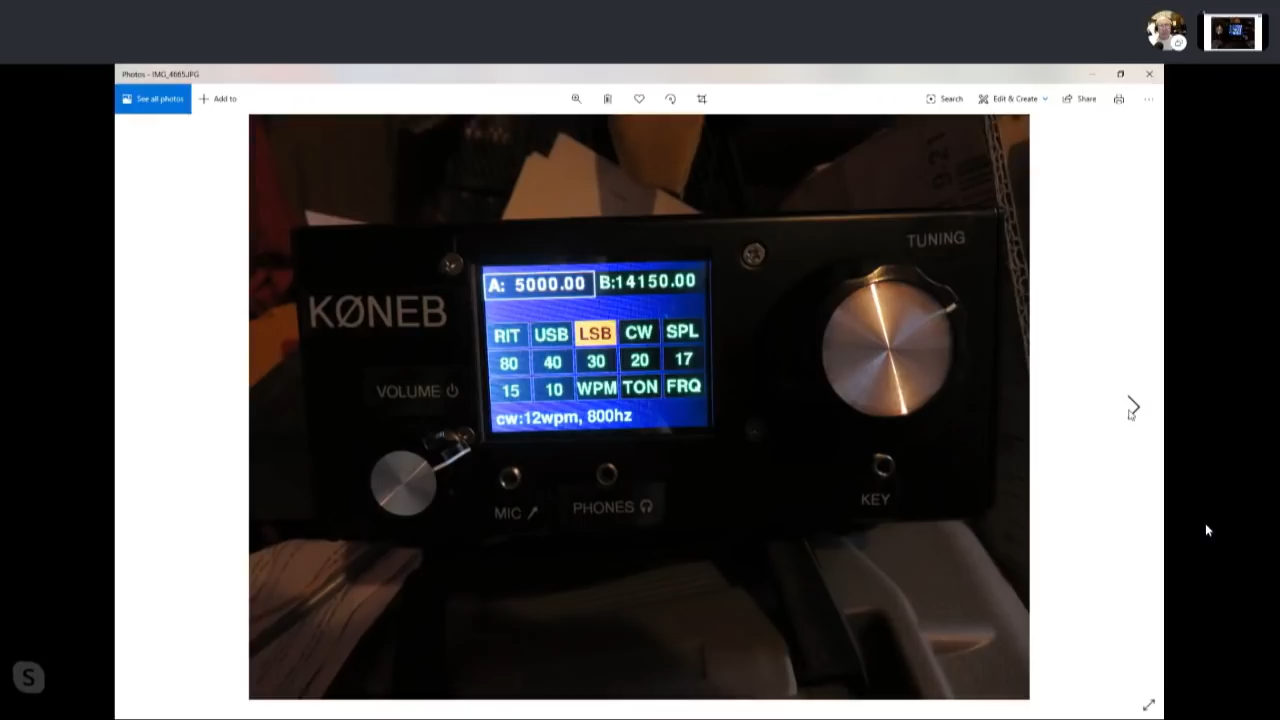 Photos - IMG_4665.JPG
See all photos
Add to
Search
Edit & Create
Share
9:21
TUNING
KØNEB
A: 5000.00 B:14150.00
RIT USB LSB CW SPL
80 40 30 20 17
15 10 WPM TON FRQ
cw:12wpm, 800hz
VOLUME
MIC
PHONES
KEY
S